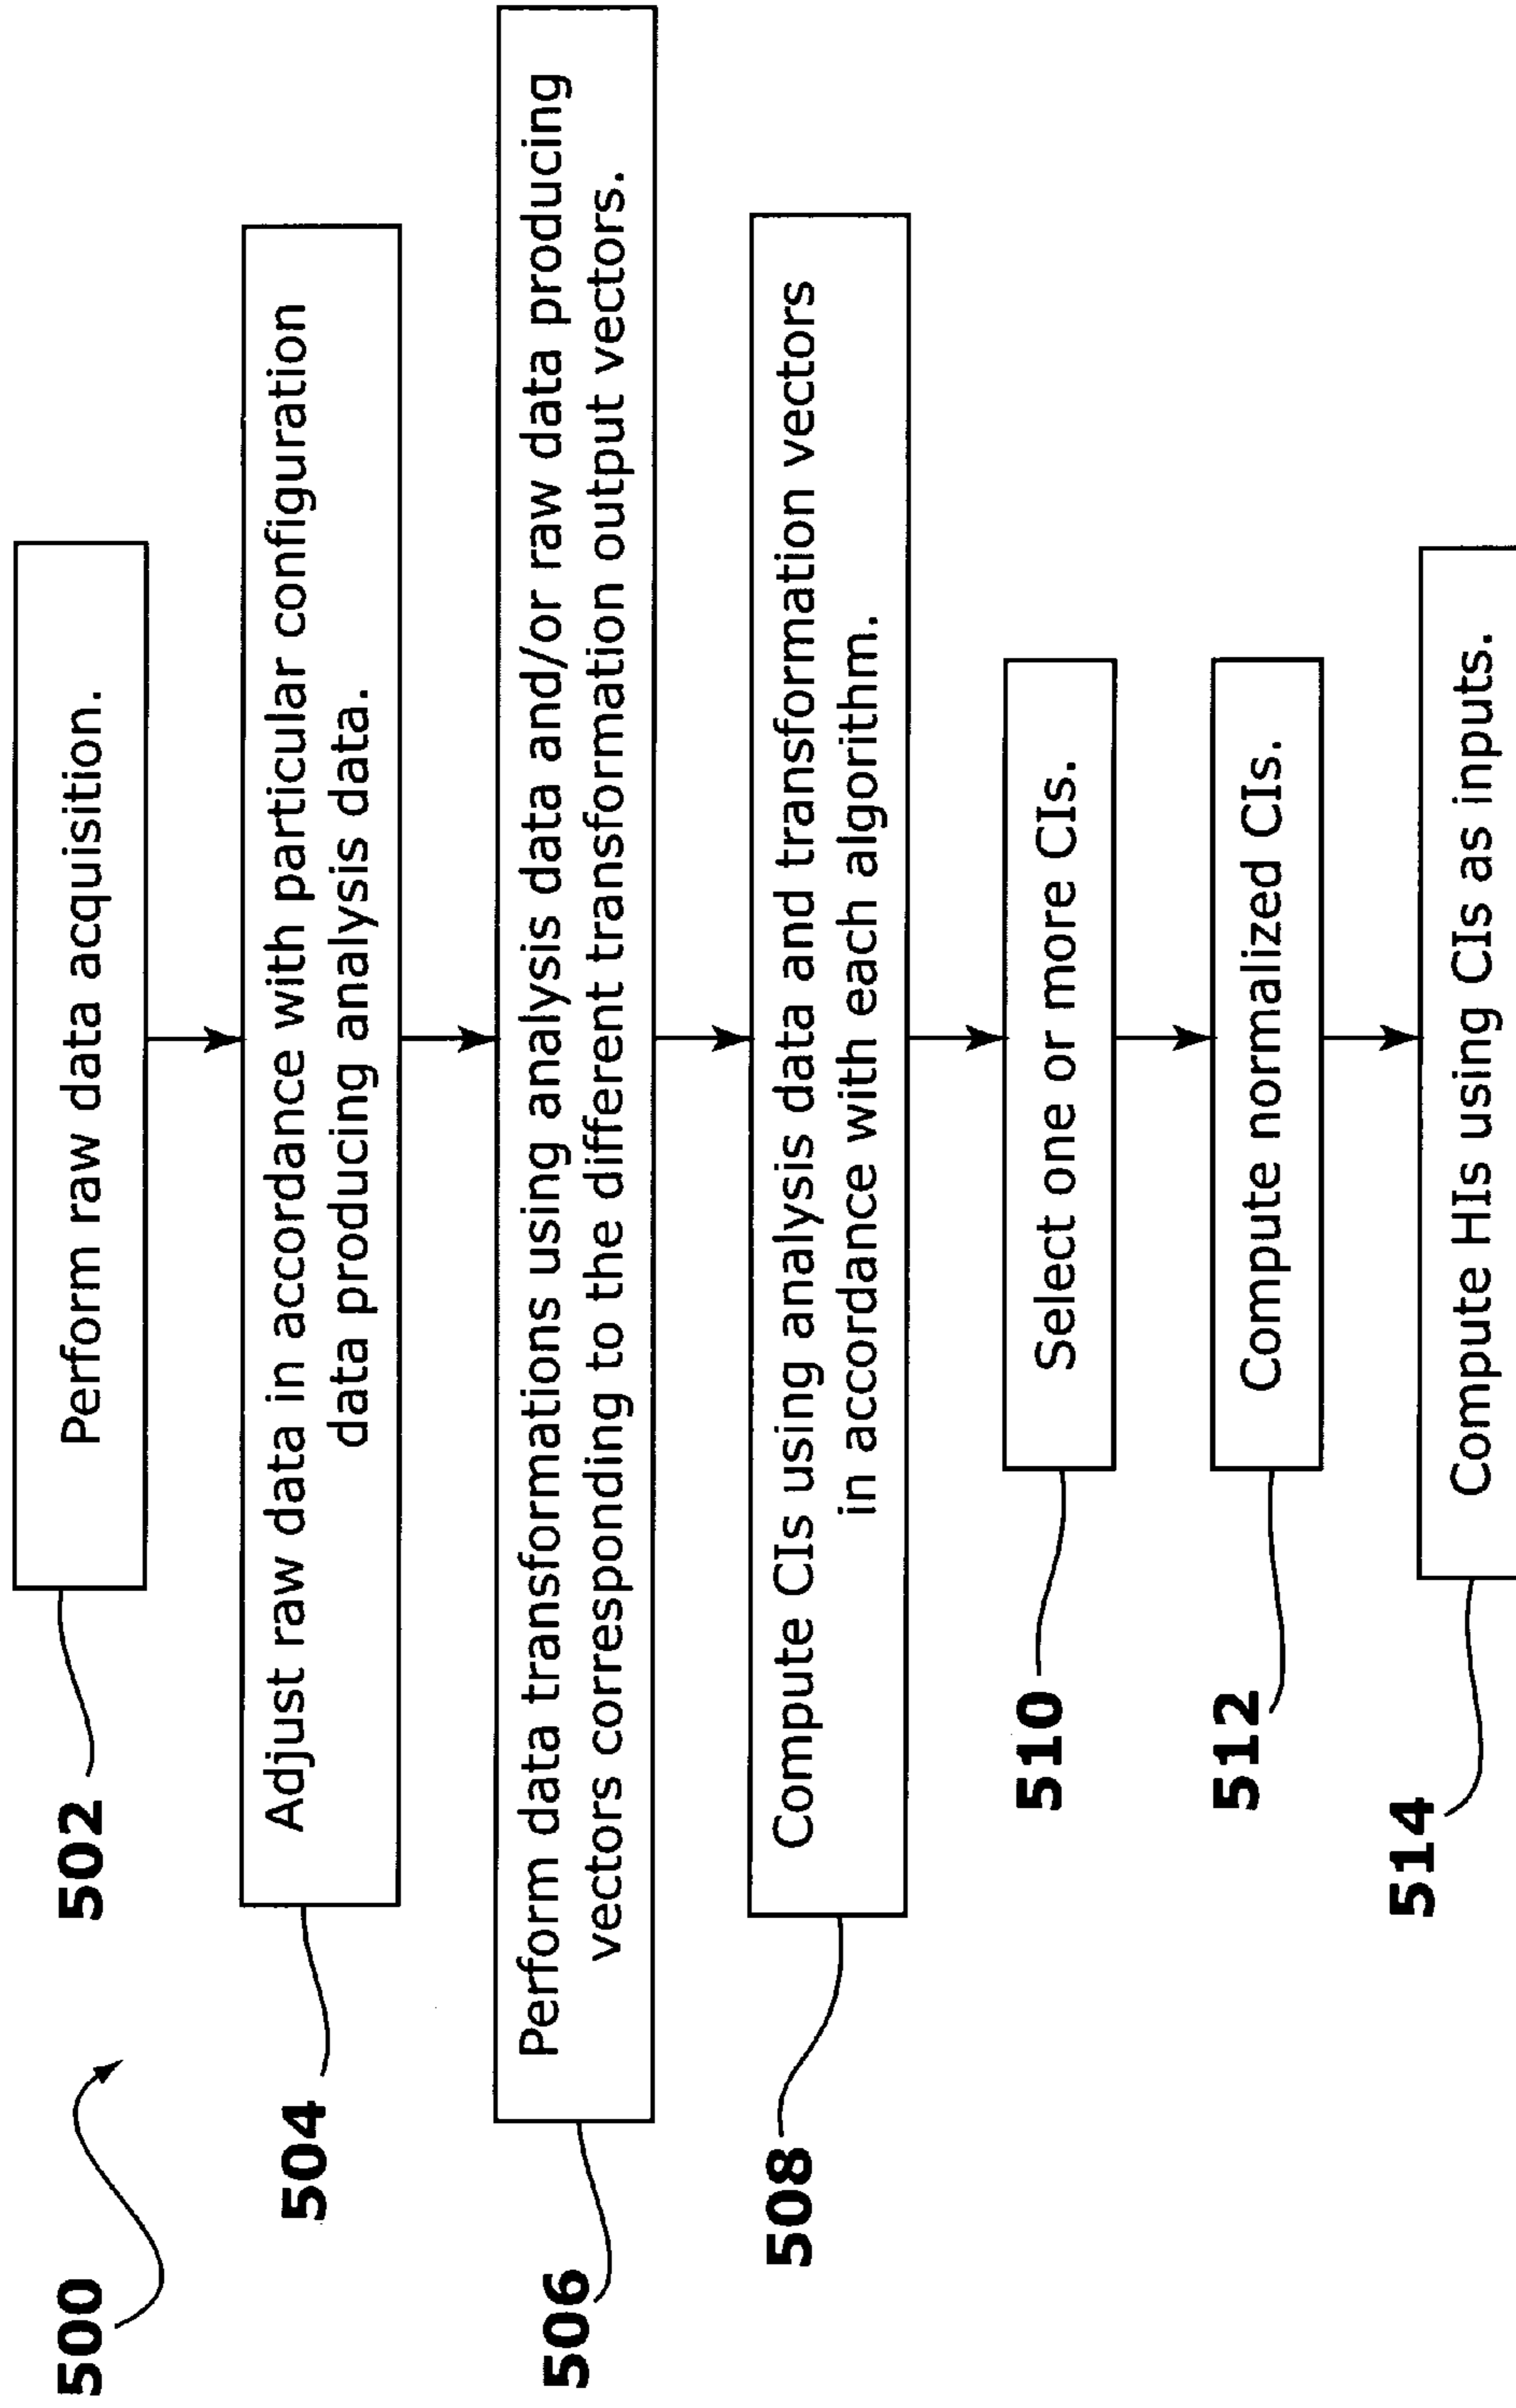 500
502
Perform raw data acquisition.
504
Adjust raw data in accordance with particular configuration
data producing analysis data.
506
Perform data transformations using analysis data and/or raw data producing
vectors corresponding to the different transformation output vectors.
508
Compute CIs using analysis data and transformation vectors
in accordance with each algorithm.
510
Select one or more CIs.
512
Compute normalized CIs.
514
Compute HIs using CIs as inputs.